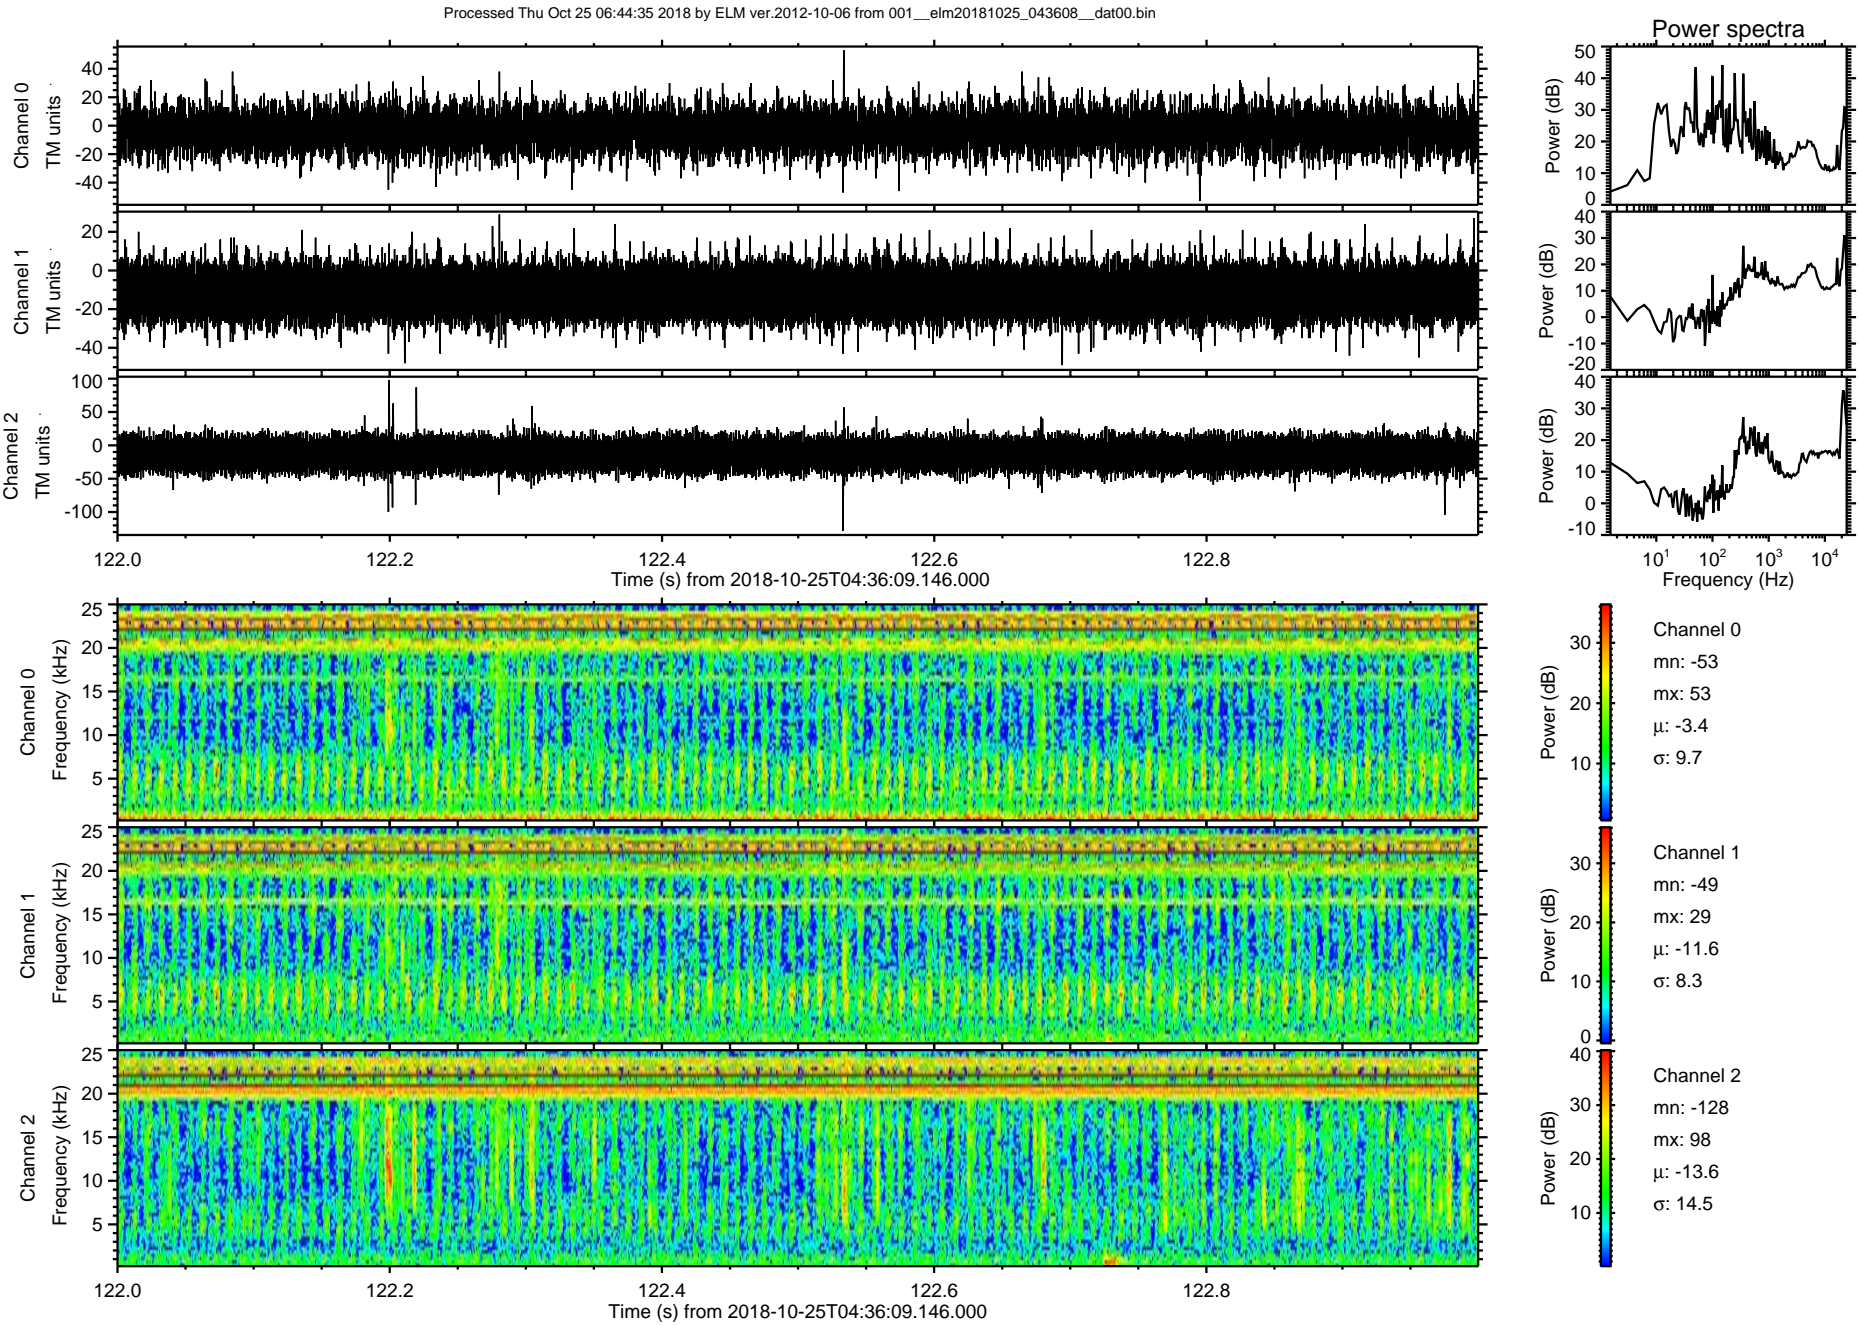 Processed Thu Oct 25 06:44:35 2018 by ELM ver.2012-10-06 from 001__elm20181025_043608__dat00.bin
Power spectra
Channel 0
TM units
40
20
0
-20
-40
Power (dB)
50
40
30
20
10
0
Channel 1
TM units
20
0
-20
-40
Power (dB)
40
30
20
10
0
-10
-20
Channel 2
TM units
100
50
0
-50
-100
Power (dB)
40
30
20
10
0
-10
122.0 122.2 122.4 122.6 122.8
Time (s) from 2018-10-25T04:36:09.146.000
10^1 10^2 10^3 10^4
Frequency (Hz)
Channel 0
Frequency (kHz)
25
20
15
10
5
Power (dB)
30
20
10
Channel 0
mn: -53
mx: 53
µ: -3.4
σ: 9.7
Channel 1
Frequency (kHz)
25
20
15
10
5
Power (dB)
30
20
10
0
Channel 1
mn: -49
mx: 29
µ: -11.6
σ: 8.3
Channel 2
Frequency (kHz)
25
20
15
10
5
Power (dB)
40
30
20
10
Channel 2
mn: -128
mx: 98
µ: -13.6
σ: 14.5
122.0 122.2 122.4 122.6 122.8
Time (s) from 2018-10-25T04:36:09.146.000